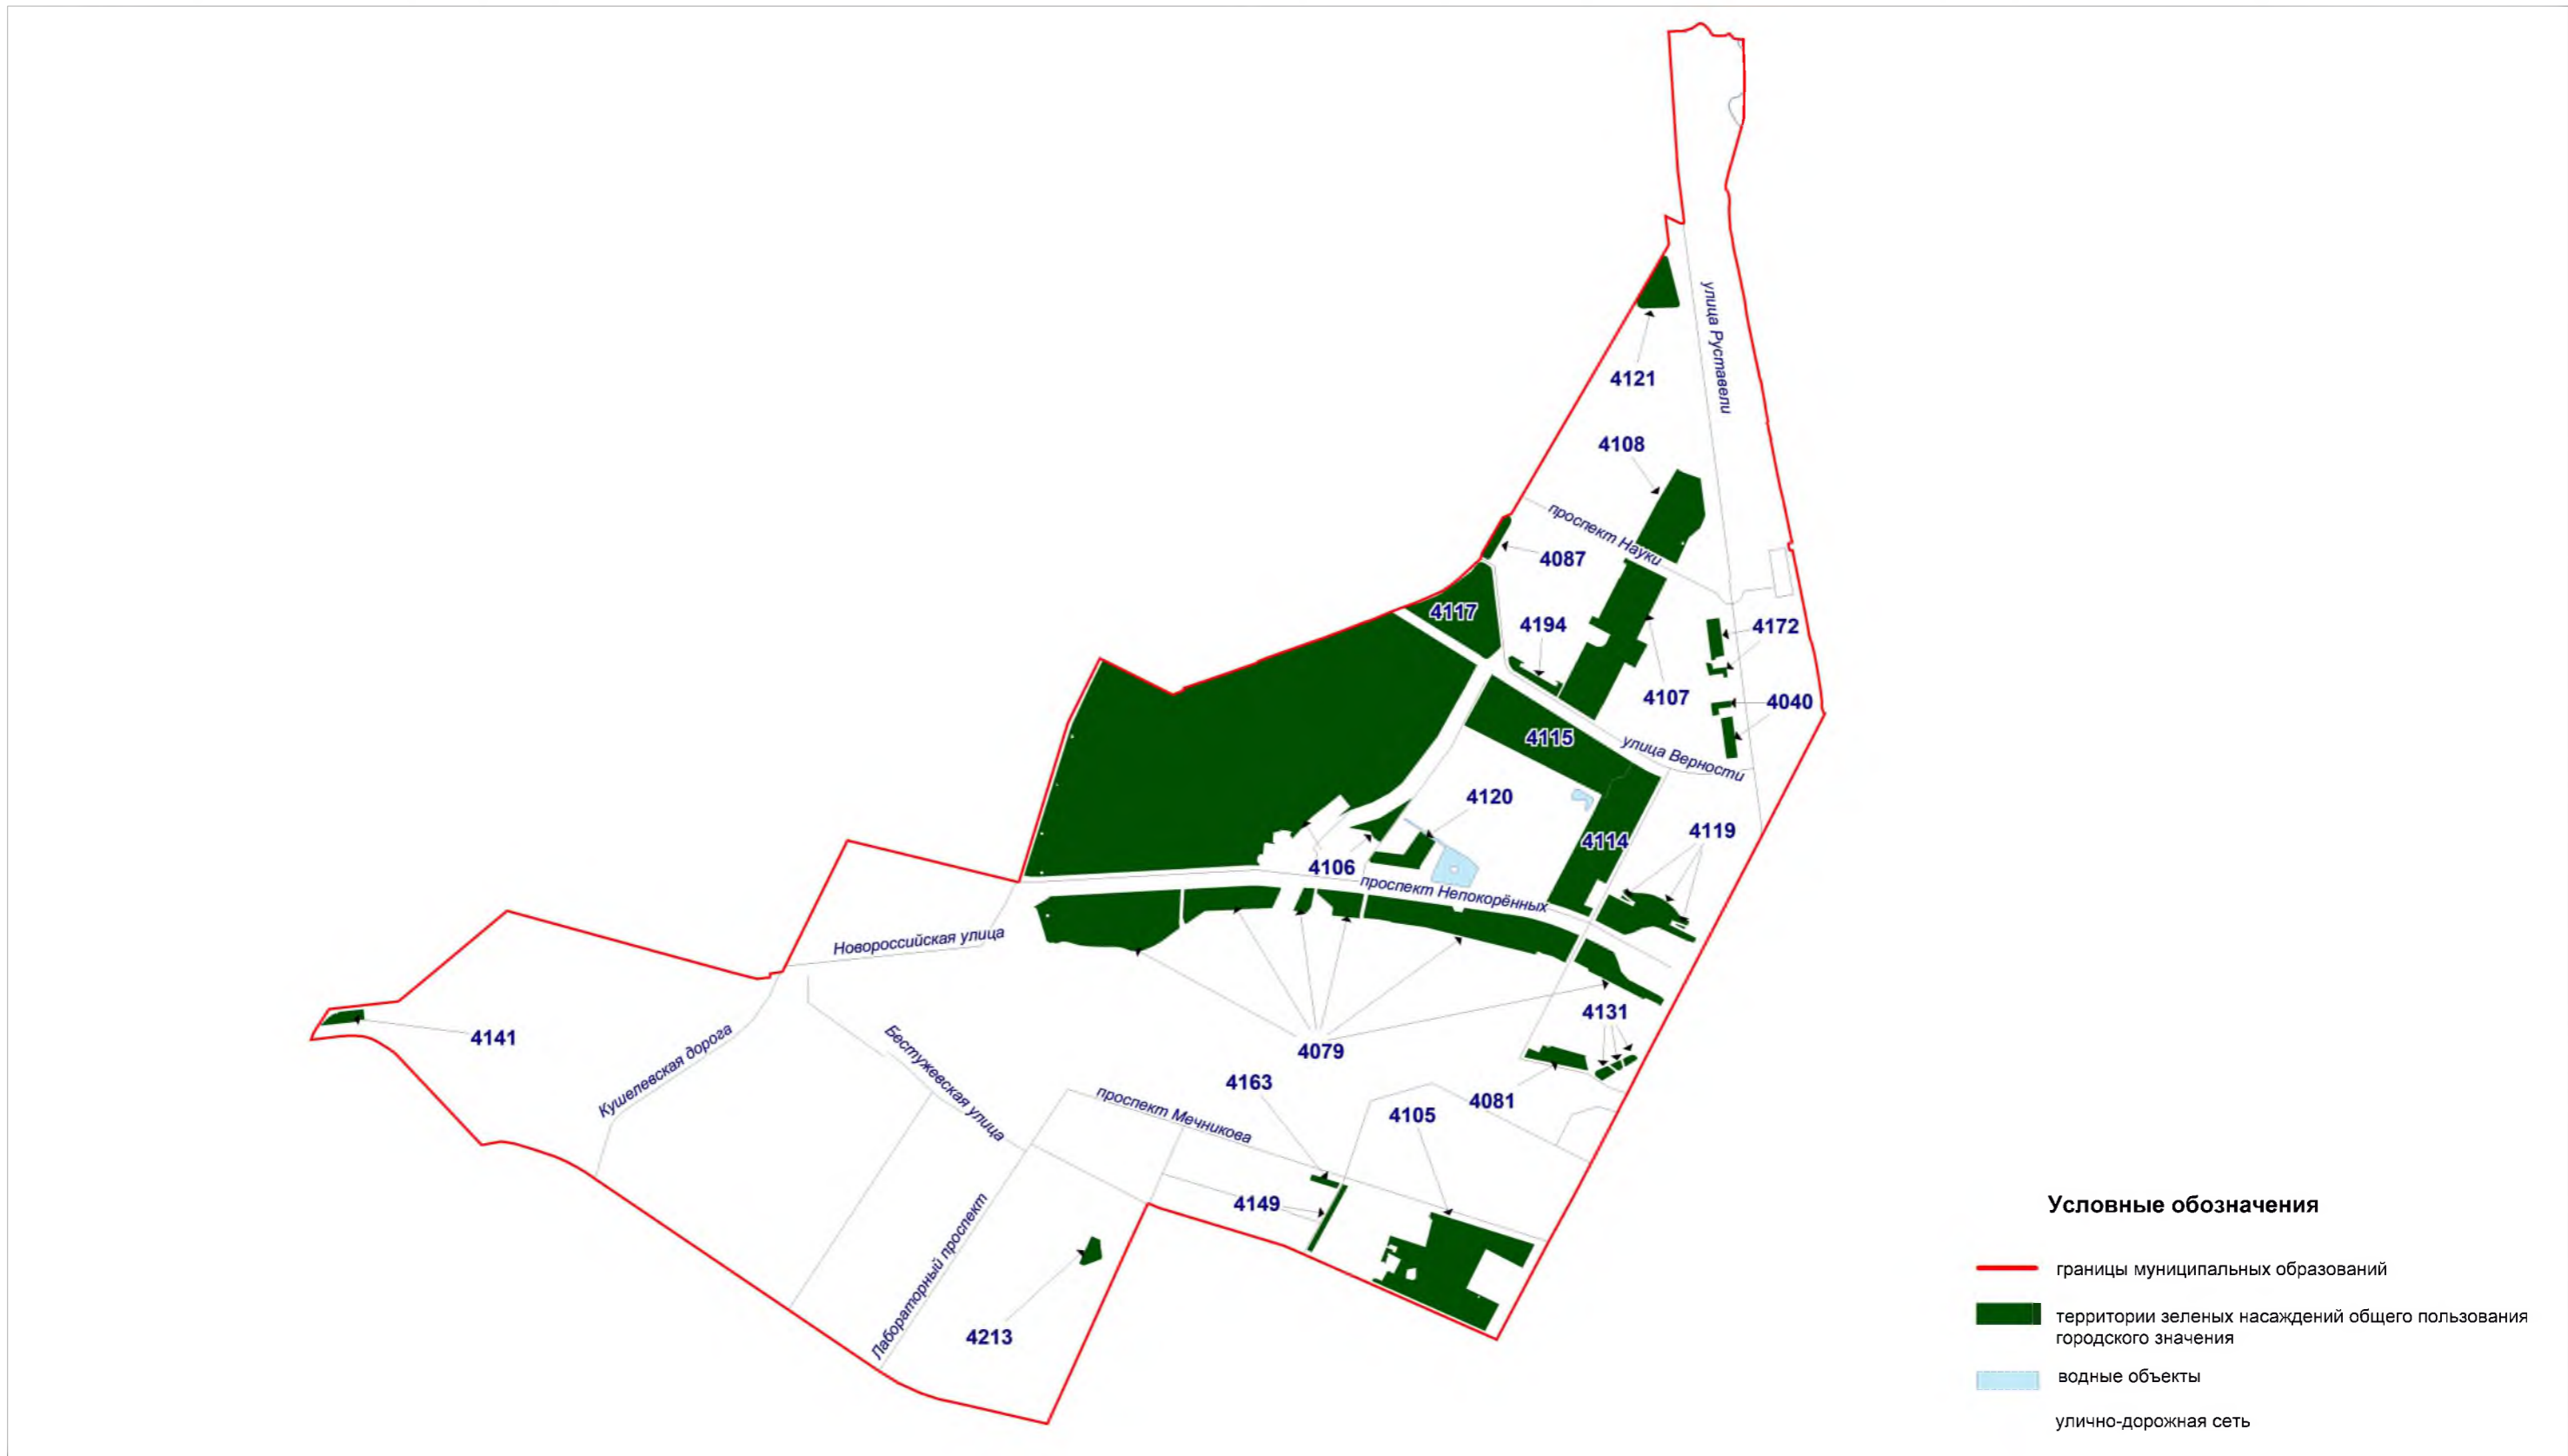 улица Руставели
4121
4108
проспект Науки
4087
4117
4194
4172
4107
4040
4115
улица Верности
4120
4119
4114
4106
проспект Непокорённых
Новороссийская улица
4131
4141
4079
Кушелевская дорога
Бестужевская улица
4163
4081
4105
проспект Мечникова
4149
Лабораторный проспект
4213
Условные обозначения
границы муниципальных образований
территории зеленых насаждений общего пользования
городского значения
водные объекты
улично-дорожная сеть